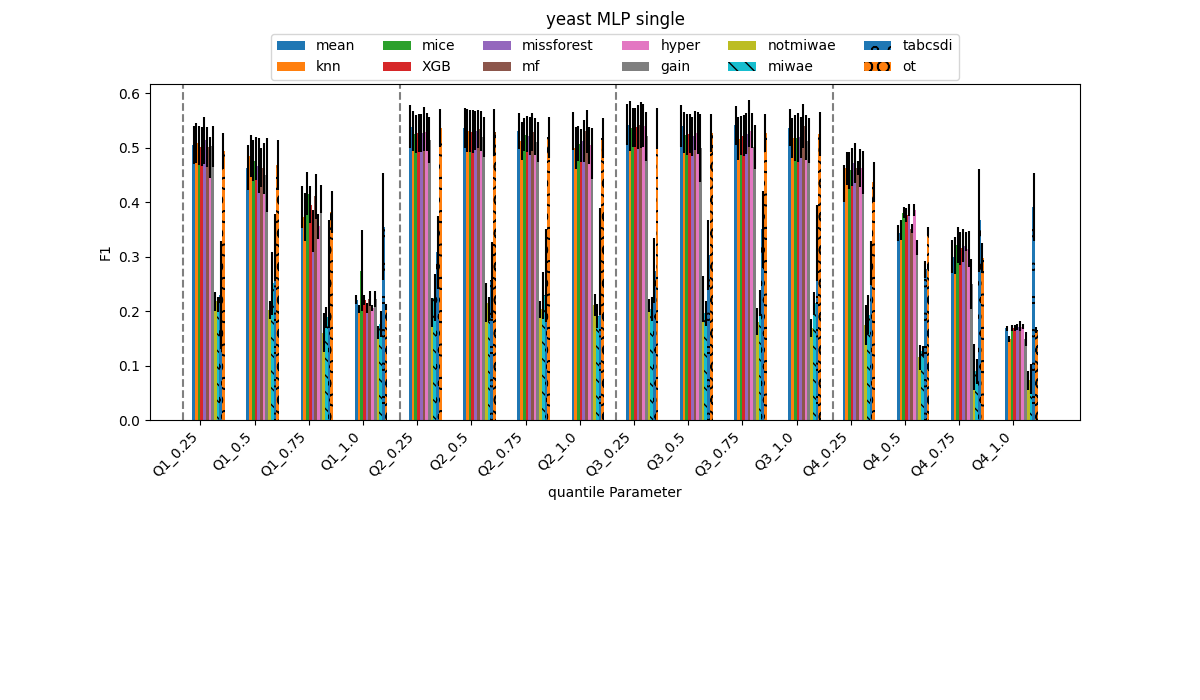 yeast MLP single
mean mice missforest hyper notmiwae tabcsdi
knn XGB mf gain miwae ot
0.6
0.5
0.4
0.3
0.2
0.1
0.0
F1
Q1_0.25 Q1_0.5 Q1_0.75 Q1_1.0 Q2_0.25 Q2_0.5 Q2_0.75 Q2_1.0 Q3_0.25 Q3_0.5 Q3_0.75 Q3_1.0 Q4_0.25 Q4_0.5 Q4_0.75 Q4_1.0
quantile Parameter